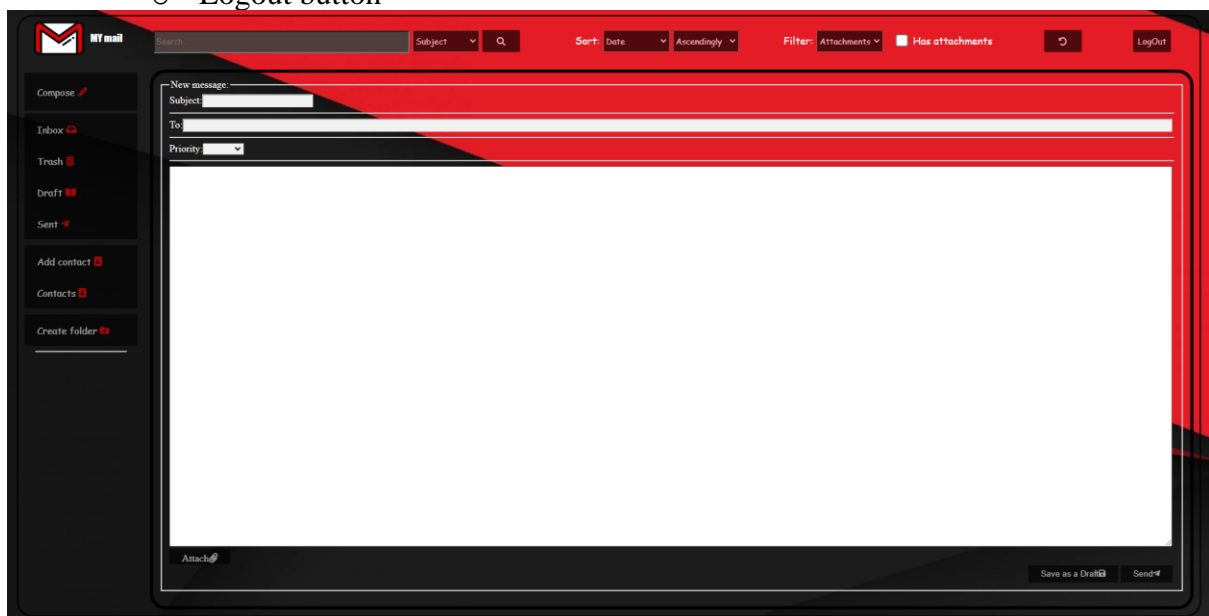 Logout button
MY mail
Search... Subject Sort: Date Ascendingly Filter: Attachments Has attachments LogOut
Compose
Inbox
Trash
Draft
Sent
Add contact
Contacts
Create folder
New message:
Subject:
To:
Priority:
Attach
Save as a Draft Send